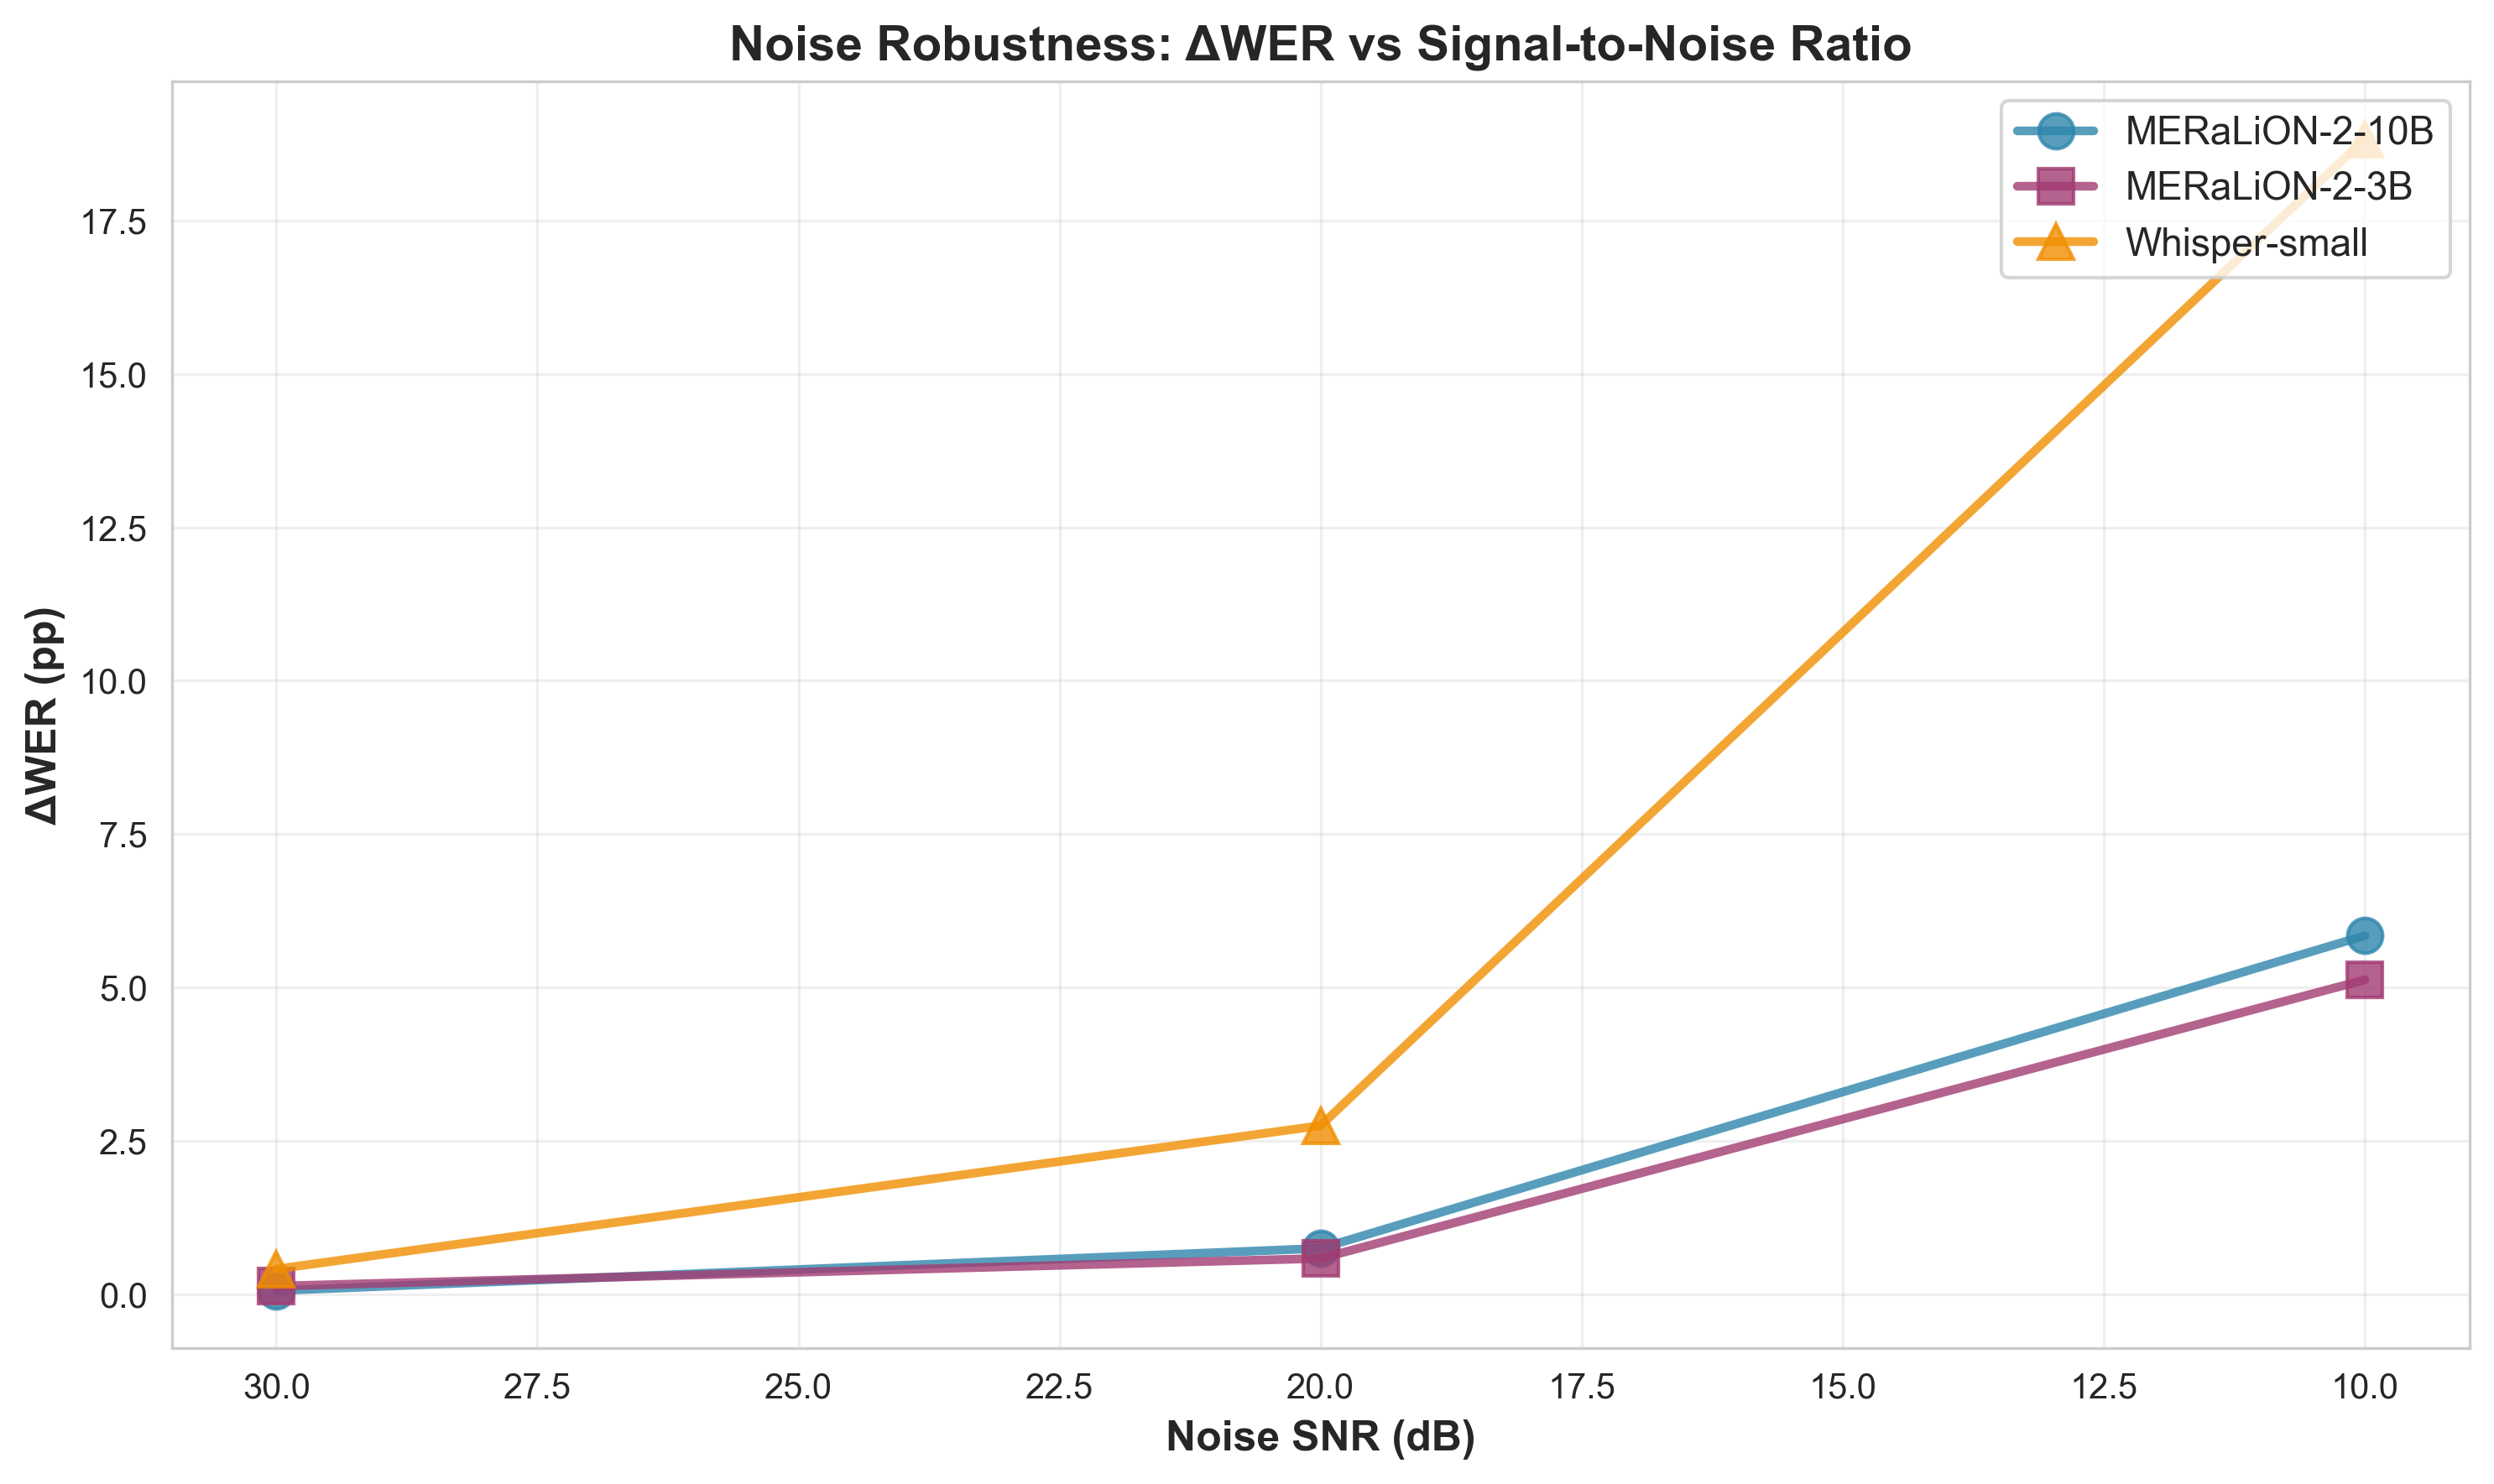 Noise Robustness: ΔWER vs Signal-to-Noise Ratio
MERaLiON-2-10B
MERaLiON-2-3B
Whisper-small
17.5
15.0
12.5
10.0
7.5
5.0
2.5
0.0
ΔWER (pp)
30.0 27.5 25.0 22.5 20.0 17.5 15.0 12.5 10.0
Noise SNR (dB)